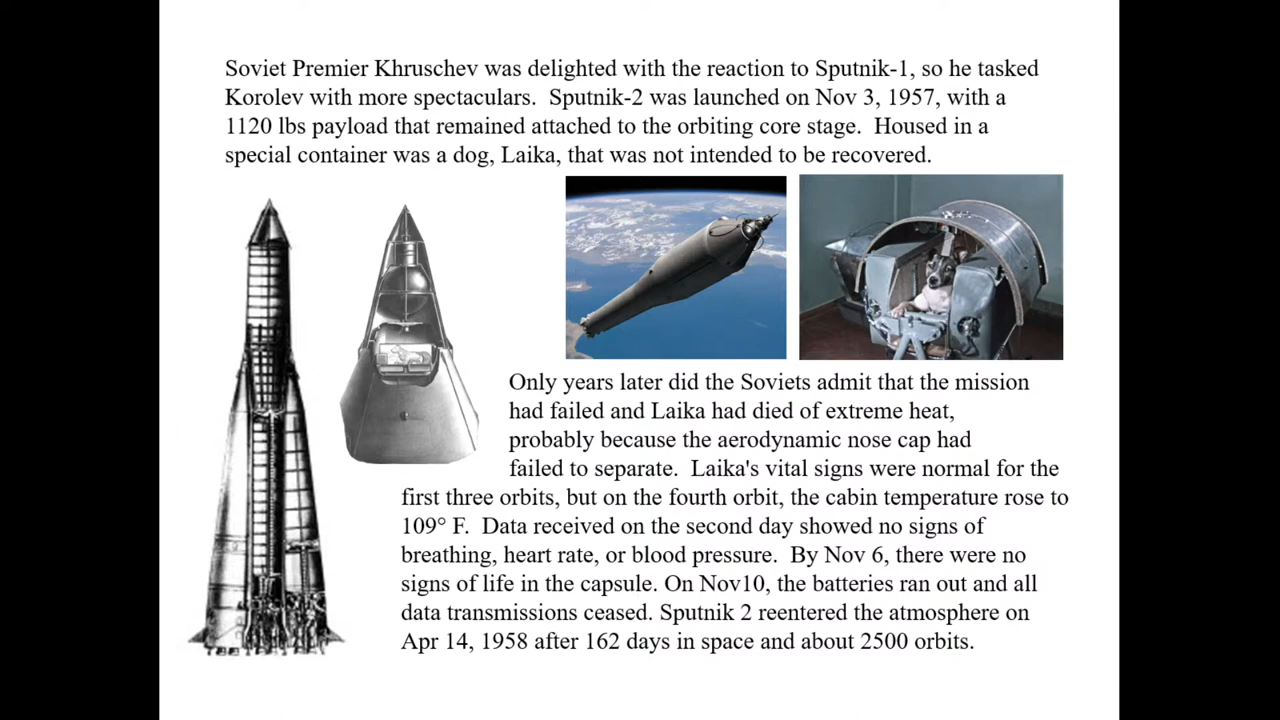 Soviet Premier Khruschev was delighted with the reaction to Sputnik-1, so he tasked
Korolev with more spectaculars.  Sputnik-2 was launched on Nov 3, 1957, with a
1120 lbs payload that remained attached to the orbiting core stage.  Housed in a
special container was a dog, Laika, that was not intended to be recovered.
Only years later did the Soviets admit that the mission
had failed and Laika had died of extreme heat,
probably because the aerodynamic nose cap had
failed to separate.  Laika's vital signs were normal for the
first three orbits, but on the fourth orbit, the cabin temperature rose to
109° F.  Data received on the second day showed no signs of
breathing, heart rate, or blood pressure.  By Nov 6, there were no
signs of life in the capsule. On Nov10, the batteries ran out and all
data transmissions ceased. Sputnik 2 reentered the atmosphere on
Apr 14, 1958 after 162 days in space and about 2500 orbits.